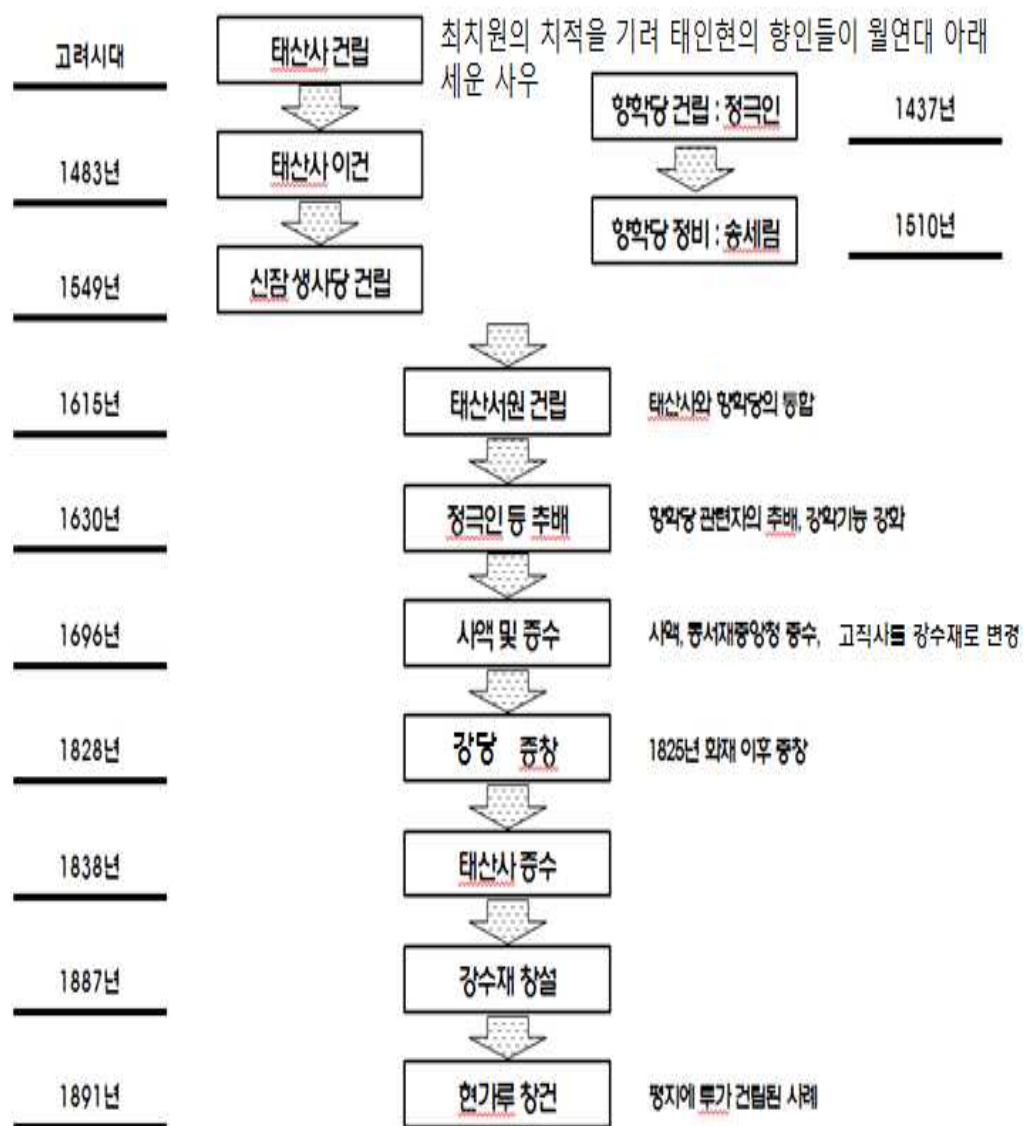 최치원의 치적을 기려 태인현의 향인들이 월연대 아래
세운 사우
고려시대
태산사 건립
향학당 건립 : 정극인
1437년
1483년
태산사 이건
향학당 정비 : 송세림
1510년
1549년
신잠 생사당 건립
1615년
태산서원 건립
태산사와 향학당의 통합
1630년
정극인 등 추배
향학당 관련자의 추배, 강학기능 강화
1696년
사액 및 중수
사액, 동서재중앙청 중수, 고직사를 강수재로 변경
1828년
강당 중창
1825년 화재 이후 중창
1838년
태산사 중수
1887년
강수재 창설
1891년
현가루 창건
평지에 루가 건립된 사례